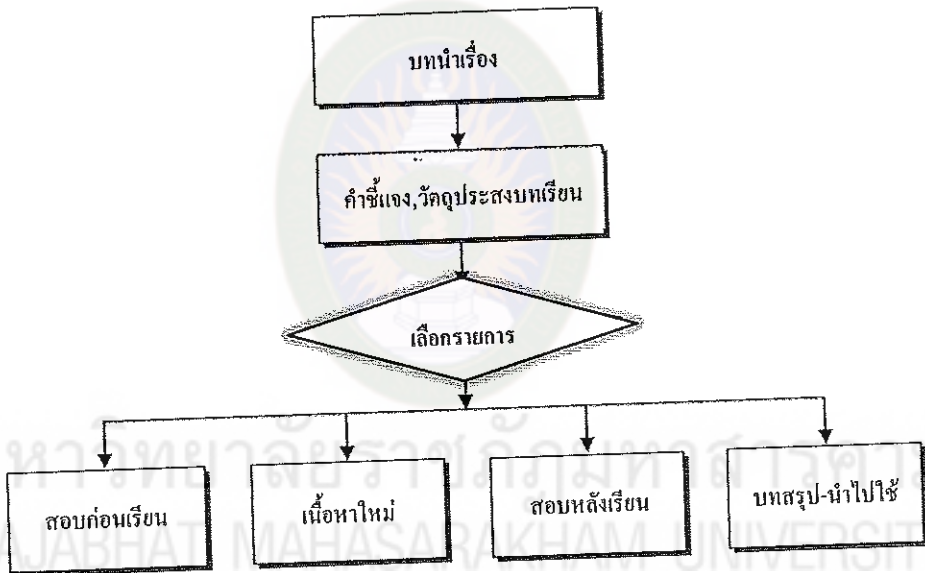 บทนำเรื่อง
คำชี้แจง,วัตถุประสงบทเรียน
เลือกรายการ
สอบก่อนเรียน
เนื้อหาใหม่
สอบหลังเรียน
บทสรุป-นำไปใช้
หาวิทยาลัยราชภัฏมหาสารคาม
AJABHAT MAHASARAKHAM UNIVERSIT